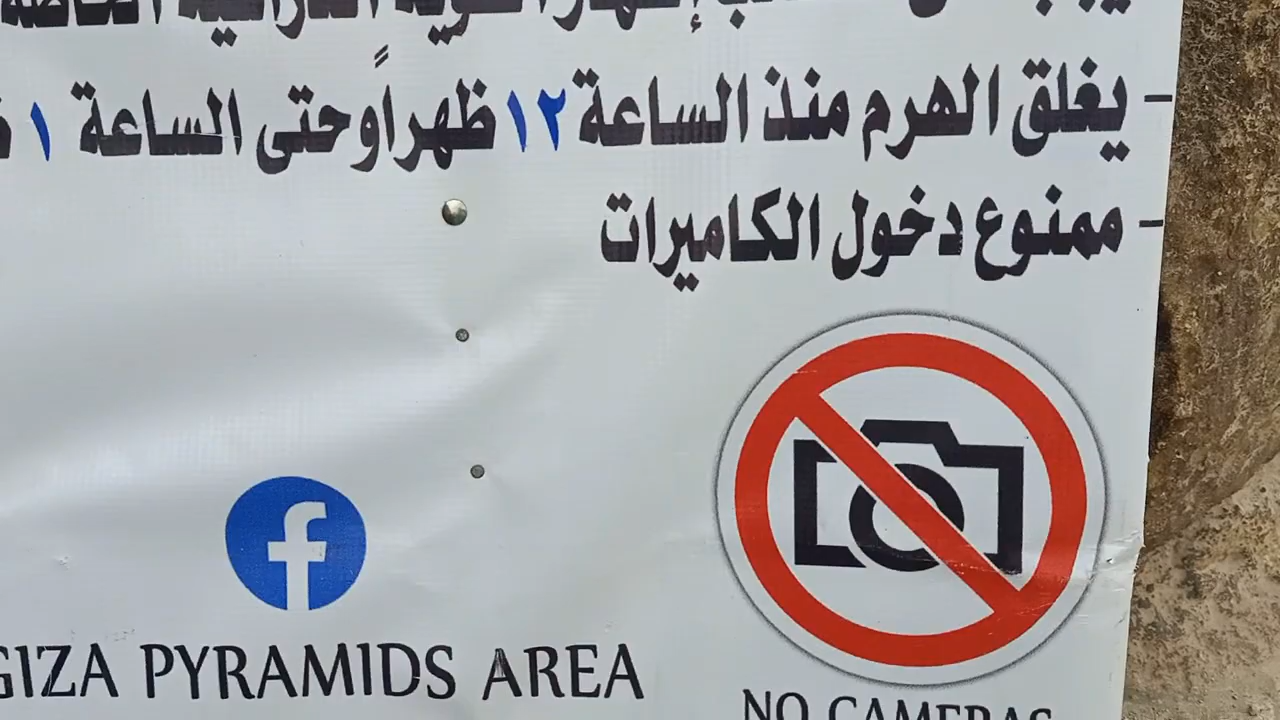 - يغلق الهرم منذ الساعة ١٢ ظهراً وحتى الساعة ١
- ممنوع دخول الكاميرات
GIZA PYRAMIDS AREA
NO CAMERAS